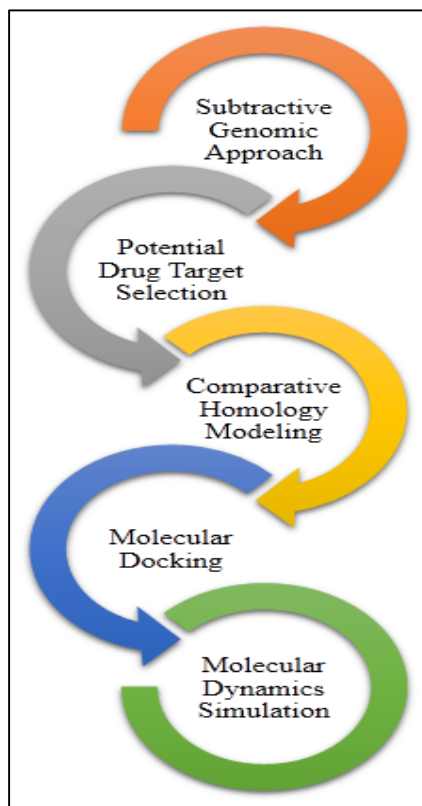 Subtractive
Genomic
Approach
Potential
Drug Target
Selection
Comparative
Homology
Modeling
Molecular
Docking
Molecular
Dynamics
Simulation